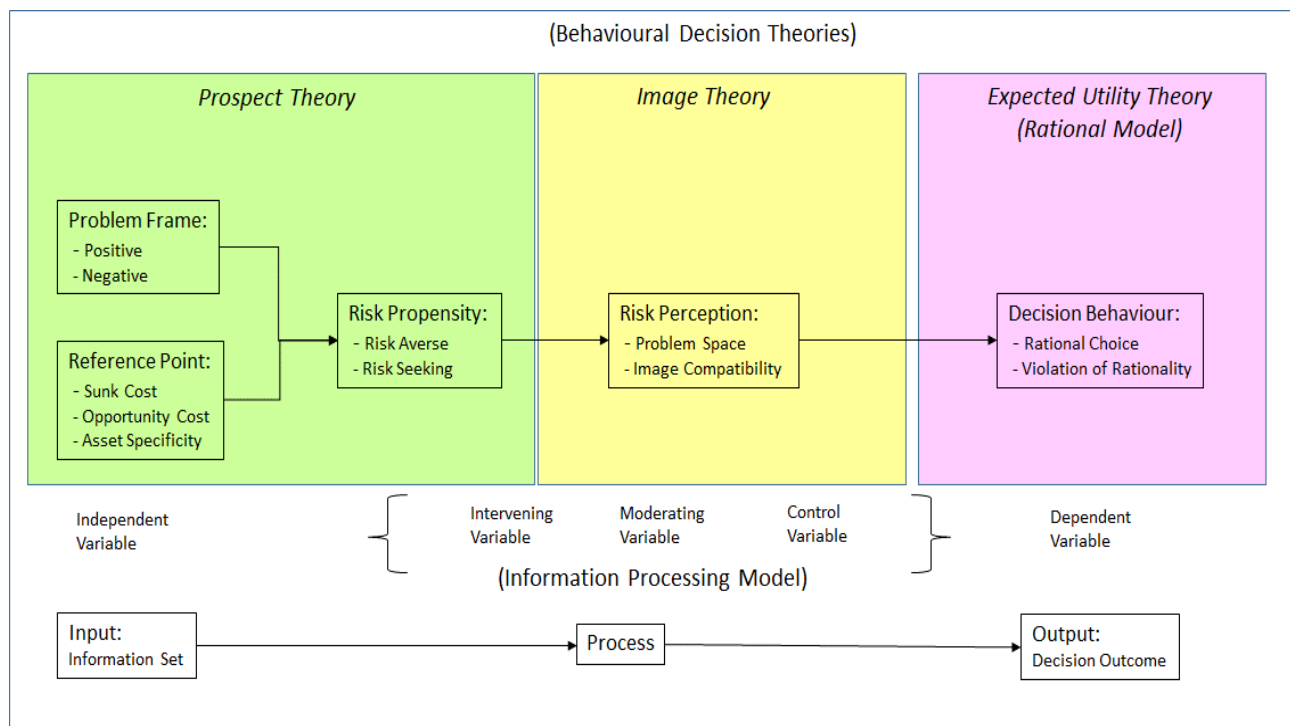 (Behavioural Decision Theories)
Prospect Theory
Image Theory
Expected Utility Theory
(Rational Model)
Problem Frame:
- Positive
- Negative
Reference Point:
- Sunk Cost
- Opportunity Cost
- Asset Specificity
Risk Propensity:
- Risk Averse
- Risk Seeking
Risk Perception:
- Problem Space
- Image Compatibility
Decision Behaviour:
- Rational Choice
- Violation of Rationality
Independent
Variable
Intervening
Variable
Moderating
Variable
Control
Variable
Dependent
Variable
(Information Processing Model)
Input:
Information Set
Process
Output:
Decision Outcome